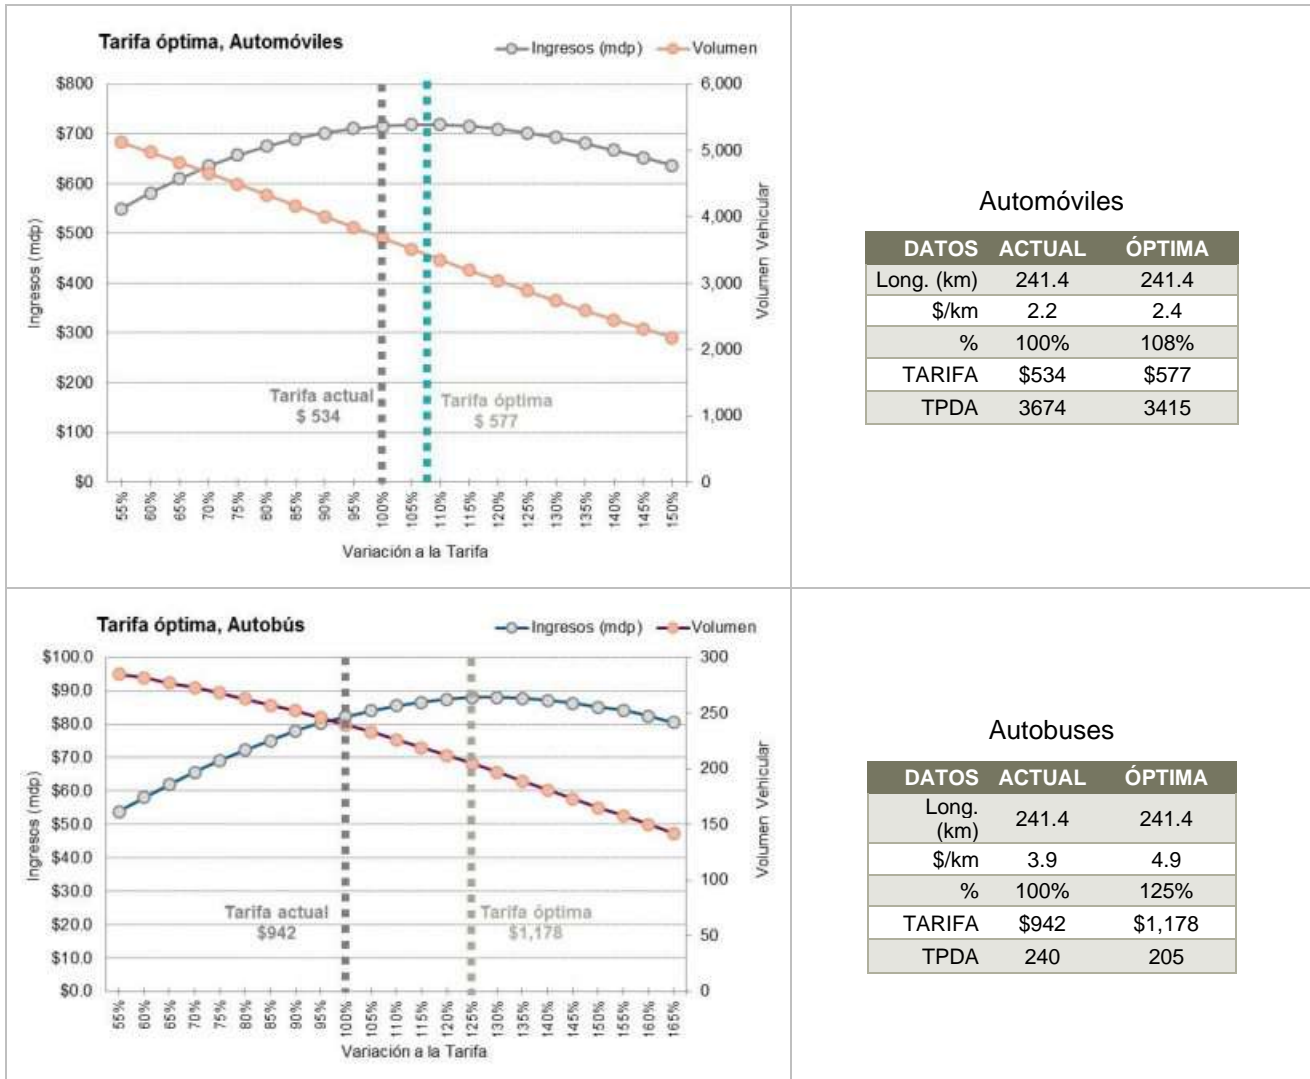 Tarifa óptima, Automóviles
Ingresos (mdp) Volumen
$800
$700
$600
$500
$400
$300
$200
$100
$0
Ingresos (mdp)
6,000
5,000
4,000
3,000
2,000
1,000
0
Volumen Vehicular
Tarifa actual
$ 534
Tarifa óptima
$ 577
55% 60% 65% 70% 75% 80% 85% 90% 95% 100% 105% 110% 115% 120% 125% 130% 135% 140% 145% 150%
Variación a la Tarifa
Automóviles
DATOS ACTUAL ÓPTIMA
Long. (km) 241.4 241.4
$/km 2.2 2.4
% 100% 108%
TARIFA $534 $577
TPDA 3674 3415
Tarifa óptima, Autobús
Ingresos (mdp) Volumen
$100.0
$90.0
$80.0
$70.0
$60.0
$50.0
$40.0
$30.0
$20.0
$10.0
$0.0
Ingresos (mdp)
300
250
200
150
100
50
0
Volumen Vehicular
Tarifa actual
$942
Tarifa óptima
$1,178
55% 60% 65% 70% 75% 80% 85% 90% 95% 100% 105% 110% 115% 120% 125% 130% 135% 140% 145% 150% 155% 160% 165%
Variación a la Tarifa
Autobuses
DATOS ACTUAL ÓPTIMA
Long.
(km) 241.4 241.4
$/km 3.9 4.9
% 100% 125%
TARIFA $942 $1,178
TPDA 240 205